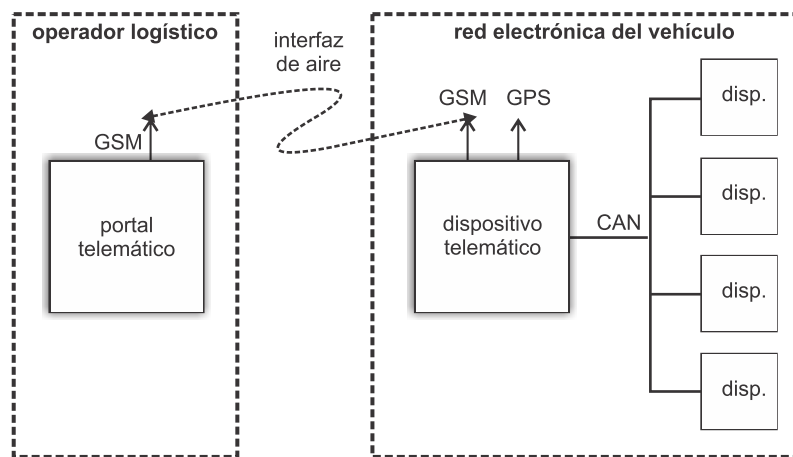 operador logístico
interfaz
de aire
red electrónica del vehículo
GSM
GSM GPS
portal
telemático
dispositivo
telemático
CAN
disp.
disp.
disp.
disp.